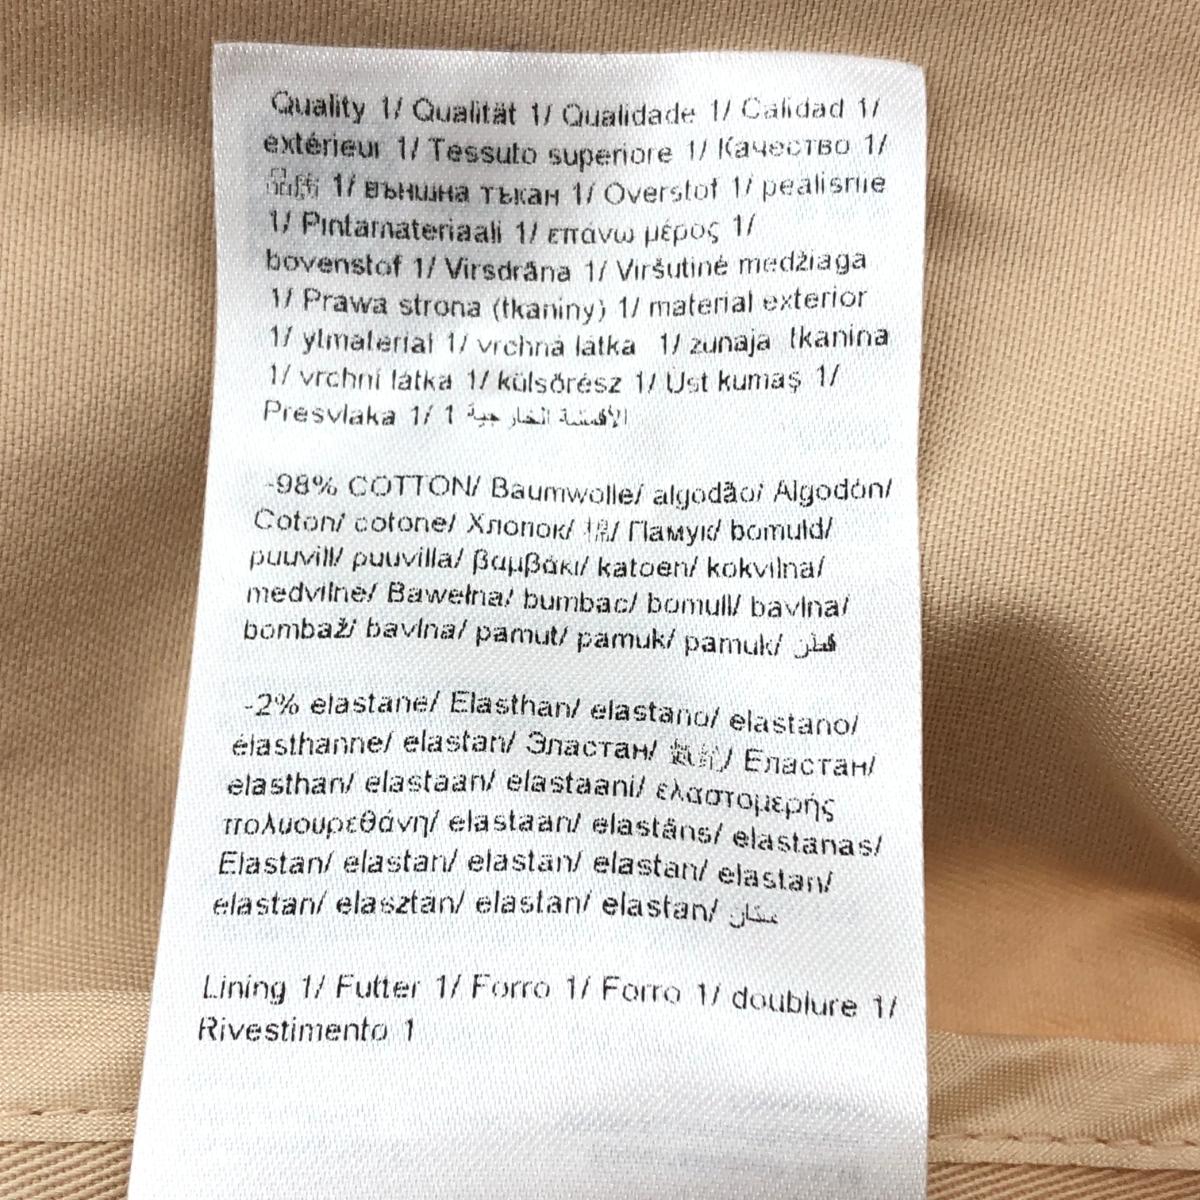 Quality 1/ Qualität 1/ Qualidade 1/ Calidad 1/
extérieur 1/ Tessuto superiore 1/ Качество 1/
品质 1/ външна тъкан 1/ Overstof 1/ pealisriie
1/ Pintamateriaali 1/ επάνω μέρος 1/
bovenstof 1/ Virsdrāna 1/ Viršutinė medžiaga
1/ Prawa strona (tkaniny) 1/ material exterior
1/ ytmaterial 1/ vrchná látka 1/ zunaja tkanina
1/ vrchní látka 1/ külsőrész 1/ Üst kumaş 1/
Presvlaka 1/ 1 الأقمشة الخارجية
-98% COTTON/ Baumwolle/ algodão/ Algodón/
Coton/ cotone/ Хлопок/ 棉/ Памук/ bomuld/
puuvill/ puuvilla/ βαμβάκι/ katoen/ kokvilna/
medvilnė/ Bawełna/ bumbac/ bomull/ bavlna/
bombaž/ bavlna/ pamut/ pamuk/ pamuk/ قطن
-2% elastane/ Elasthan/ elastano/ elastano/
élasthanne/ elastan/ Эластан/ Еластан/
elasthan/ elastaan/ elastaani/ ελαστομερής
πολυουρεθάνη/ elastaan/ elastāns/ elastanas/
Elastan/ elastan/ elastan/ elastan/ elastan/
elastan/ elasztán/ elastan/ elastan/
Lining 1/ Futter 1/ Forro 1/ Forro 1/ doublure 1/
Rivestimento 1